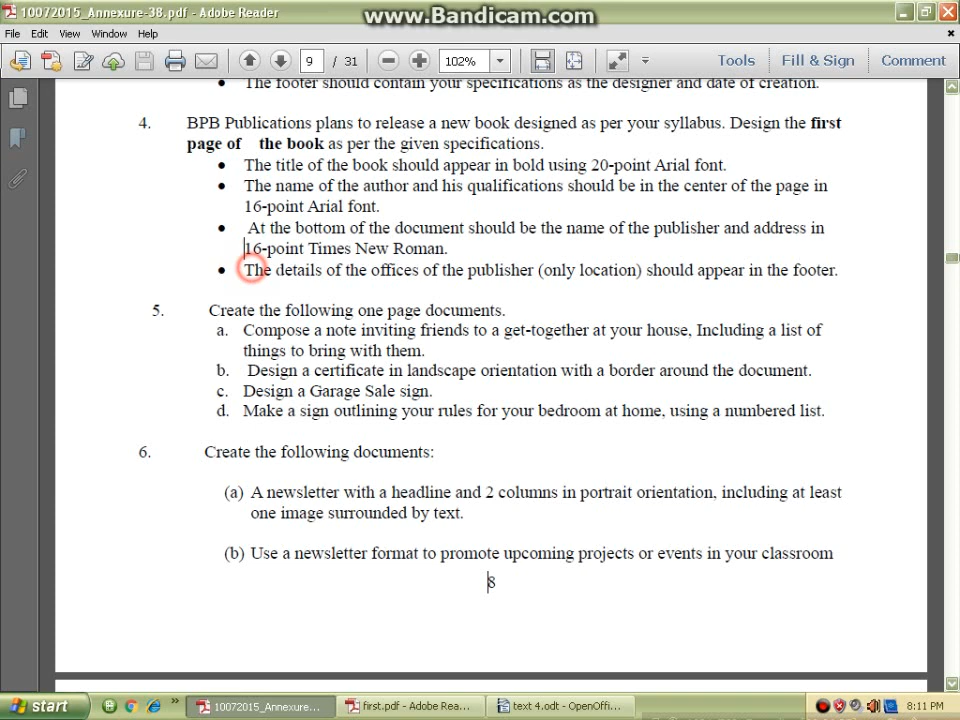 10072015_Annexure-38.pdf - Adobe Reader
www.Bandicam.com
File Edit View Window Help
9 / 31 102% Tools Fill & Sign Comment
• The footer should contain your specifications as the designer and date of creation.
4. BPB Publications plans to release a new book designed as per your syllabus. Design the first
page of the book as per the given specifications.
• The title of the book should appear in bold using 20-point Arial font.
• The name of the author and his qualifications should be in the center of the page in
16-point Arial font.
• At the bottom of the document should be the name of the publisher and address in
16-point Times New Roman.
• The details of the offices of the publisher (only location) should appear in the footer.
5. Create the following one page documents.
a. Compose a note inviting friends to a get-together at your house, Including a list of
things to bring with them.
b. Design a certificate in landscape orientation with a border around the document.
c. Design a Garage Sale sign.
d. Make a sign outlining your rules for your bedroom at home, using a numbered list.
6. Create the following documents:
(a) A newsletter with a headline and 2 columns in portrait orientation, including at least
one image surrounded by text.
(b) Use a newsletter format to promote upcoming projects or events in your classroom
8
start 10072015_Annexure... first.pdf - Adobe Rea... text 4.odt - OpenOffi... 8:11 PM